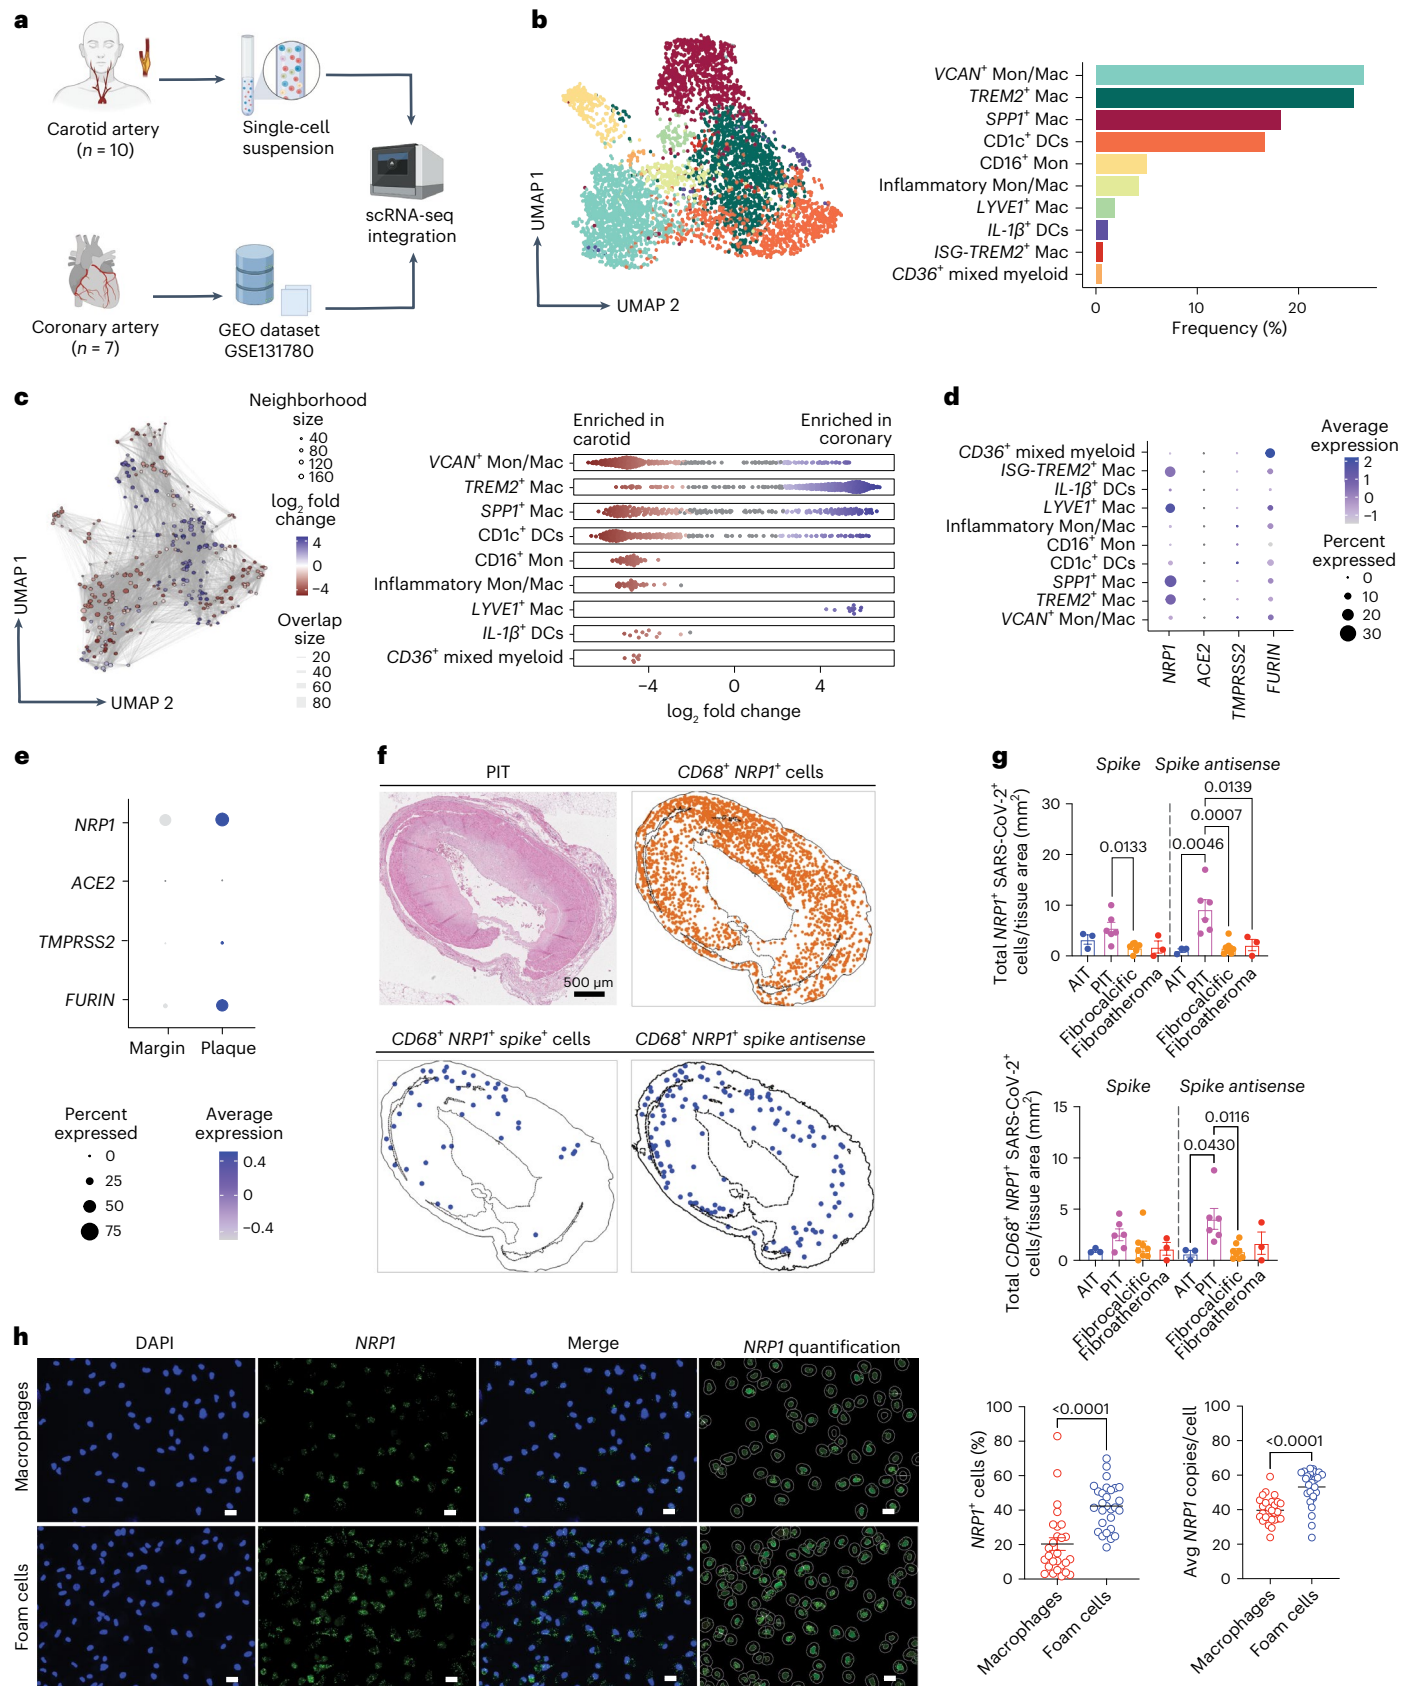 a
Carotid artery
(n = 10)
Single-cell
suspension
scRNA-seq
integration
Coronary artery
(n = 7)
GEO dataset
GSE131780
b
UMAP 1
UMAP 2
VCAN+ Mon/Mac
TREM2+ Mac
SPP1+ Mac
CD1c+ DCs
CD16+ Mon
Inflammatory Mon/Mac
LYVE1+ Mac
IL-1β+ DCs
ISG-TREM2+ Mac
CD36+ mixed myeloid
0 10 20
Frequency (%)
c
UMAP 1
UMAP 2
Neighborhood
size
40
80
120
160
log2 fold
change
4
0
−4
Overlap
size
20
40
60
80
Enriched in
carotid
Enriched in
coronary
VCAN+ Mon/Mac
TREM2+ Mac
SPP1+ Mac
CD1c+ DCs
CD16+ Mon
Inflammatory Mon/Mac
LYVE1+ Mac
IL-1β+ DCs
CD36+ mixed myeloid
−4 0 4
log2 fold change
d
CD36+ mixed myeloid
ISG-TREM2+ Mac
IL-1β+ DCs
LYVE1+ Mac
Inflammatory Mon/Mac
CD16+ Mon
CD1c+ DCs
SPP1+ Mac
TREM2+ Mac
VCAN+ Mon/Mac
NRP1
ACE2
TMPRSS2
FURIN
Average
expression
2
1
0
−1
Percent
expressed
0
10
20
30
e
NRP1
ACE2
TMPRSS2
FURIN
Margin Plaque
Percent
expressed
0
25
50
75
Average
expression
0.4
0
−0.4
f
PIT
CD68+ NRP1+ cells
500 µm
CD68+ NRP1+ spike+ cells
CD68+ NRP1+ spike antisense
g
Spike Spike antisense
Total NRP1+ SARS-CoV-2+
cells/tissue area (mm2)
30
20
10
0
0.0139
0.0007
0.0046
0.0133
AIT
PIT
Fibrocalcific
Fibroatheroma
AIT
PIT
Fibrocalcific
Fibroatheroma
Spike Spike antisense
Total CD68+ NRP1+ SARS-CoV-2+
cells/tissue area (mm2)
15
10
5
0
0.0116
0.0430
AIT
PIT
Fibrocalcific
Fibroatheroma
AIT
PIT
Fibrocalcific
Fibroatheroma
h
DAPI NRP1 Merge NRP1 quantification
Macrophages
Foam cells
NRP1+ cells (%)
100
80
60
40
20
0
<0.0001
Macrophages
Foam cells
Avg NRP1 copies/cell
100
80
60
40
20
0
<0.0001
Macrophages
Foam cells